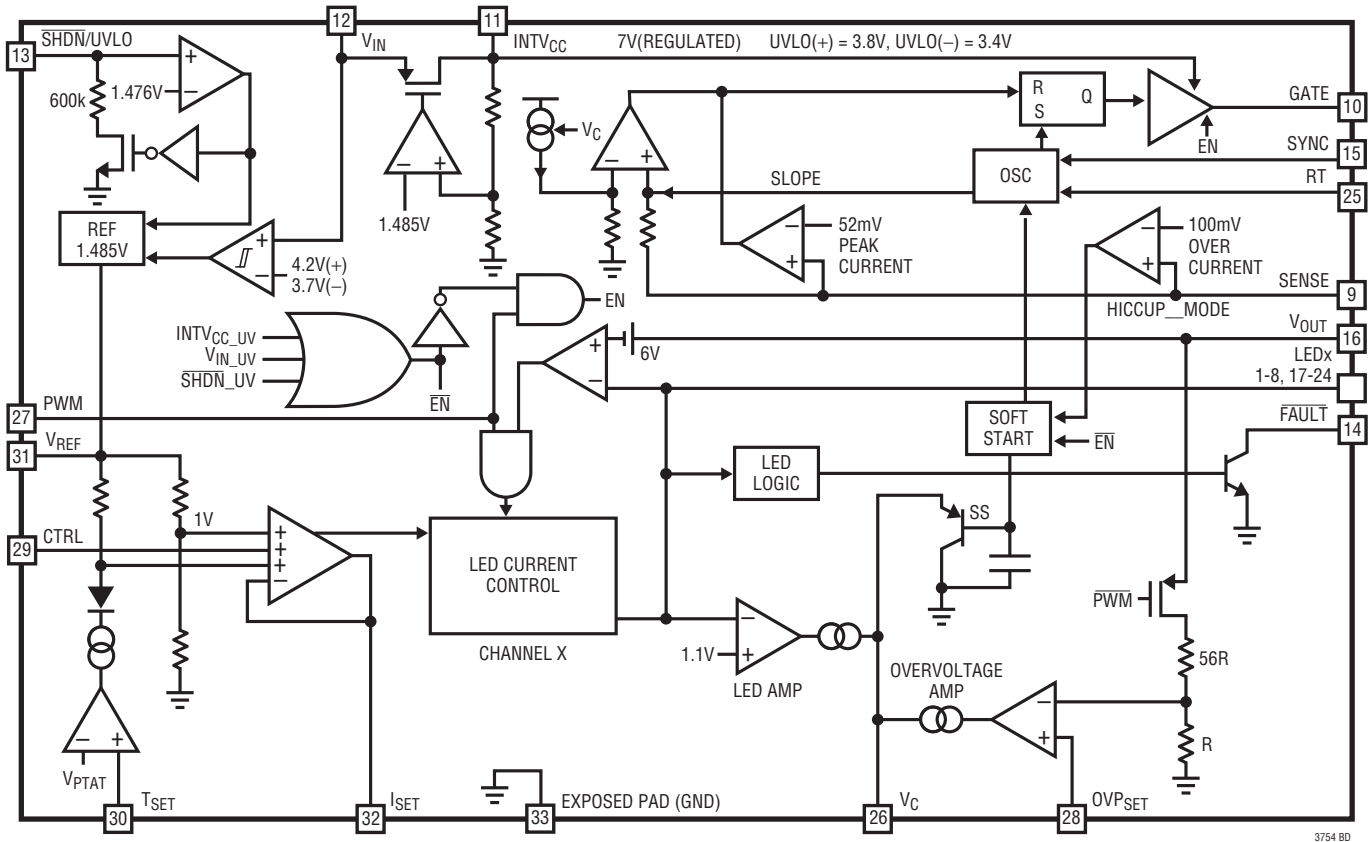 12
11
13
SHDN/UVLO
VIN
INTVCC
7V(REGULATED)
UVLO(+) = 3.8V, UVLO(–) = 3.4V
+
–
1.476V
600k
VC
R
S
Q
GATE
10
EN
SYNC
15
– +
– +
SLOPE
OSC
RT
25
1.485V
REF
1.485V
+
–
4.2V(+)
3.7V(–)
–
+
52mV
PEAK
CURRENT
–
+
100mV
OVER
CURRENT
SENSE
9
HICCUP__MODE
EN
INTVCC_UV
VIN_UV
SHDN_UV
EN
+
–
6V
VOUT
16
LEDx
1-8, 17-24
27
PWM
SOFT
START
EN
FAULT
14
31
VREF
LED
LOGIC
1V
SS
29
CTRL
+
+
+
–
LED CURRENT
CONTROL
CHANNEL X
PWM
–
+
1.1V
LED AMP
56R
OVERVOLTAGE
AMP
–
+
R
– +
VPTAT
TSET
30
ISET
32
33
EXPOSED PAD (GND)
VC
26
OVPSET
28
3754 BD